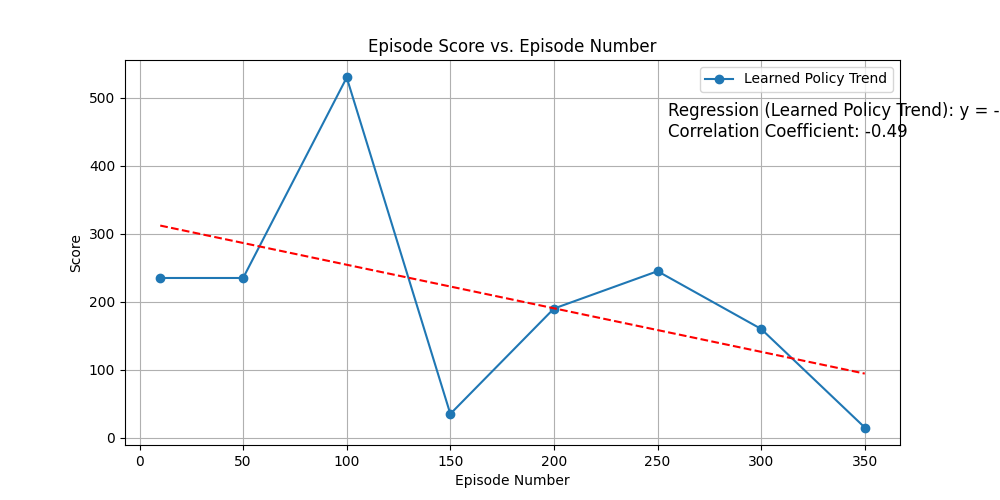 Episode Score vs. Episode Number
Learned Policy Trend
Regression (Learned Policy Trend): y = -
Correlation Coefficient: -0.49
Score
500
400
300
200
100
0
0 50 100 150 200 250 300 350
Episode Number